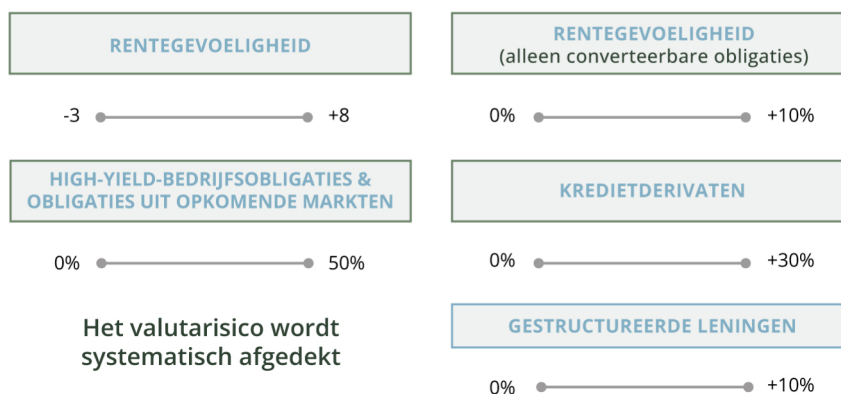 RENTEGEVOELIGHEID
-3 +8
HIGH-YIELD-BEDRIJFSOBLIGATIES &
OBLIGATIES UIT OPKOMENDE MARKTEN
0% 50%
Het valutarisico wordt
systematisch afgedekt
RENTEGEVOELIGHEID
(alleen converteerbare obligaties)
0% +10%
KREDIETDERIVATEN
0% +30%
GESTRUCTUREERDE LENINGEN
0% +10%